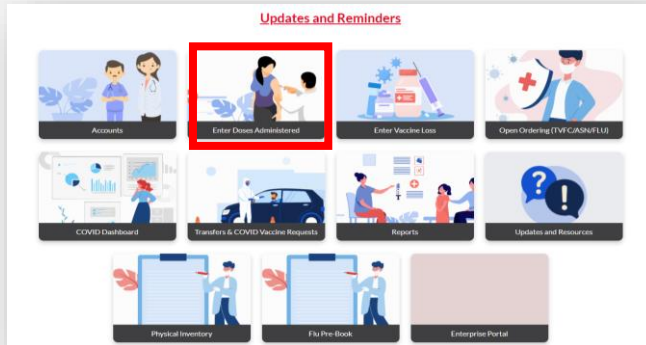 Updates and Reminders
Accounts
Enter Doses Administered
Enter Vaccine Loss
Open Ordering (TVFC/ASN/FLU)
COVID Dashboard
Transfers & COVID Vaccine Requests
Reports
Updates and Resources
Physical Inventory
Flu Pre-Book
Enterprise Portal